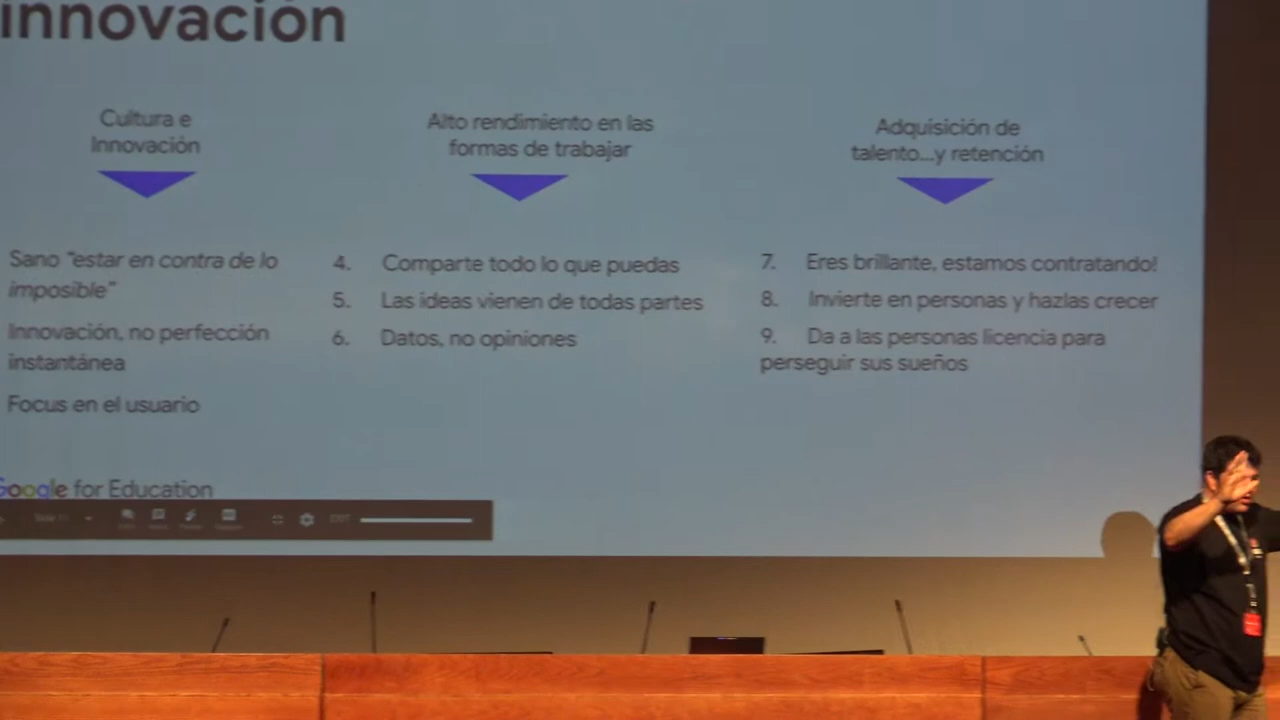 innovación
Cultura e
Innovación
Sano "estar en contra de lo
imposible"
Innovación, no perfección
instantánea
Focus en el usuario
Alto rendimiento en las
formas de trabajar
4. Comparte todo lo que puedas
5. Las ideas vienen de todas partes
6. Datos, no opiniones
Adquisición de
talento...y retención
7. Eres brillante, estamos contratando!
8. Invierte en personas y hazlas crecer
9. Da a las personas licencia para
perseguir sus sueños
Google for Education
Slide 11
EXIT